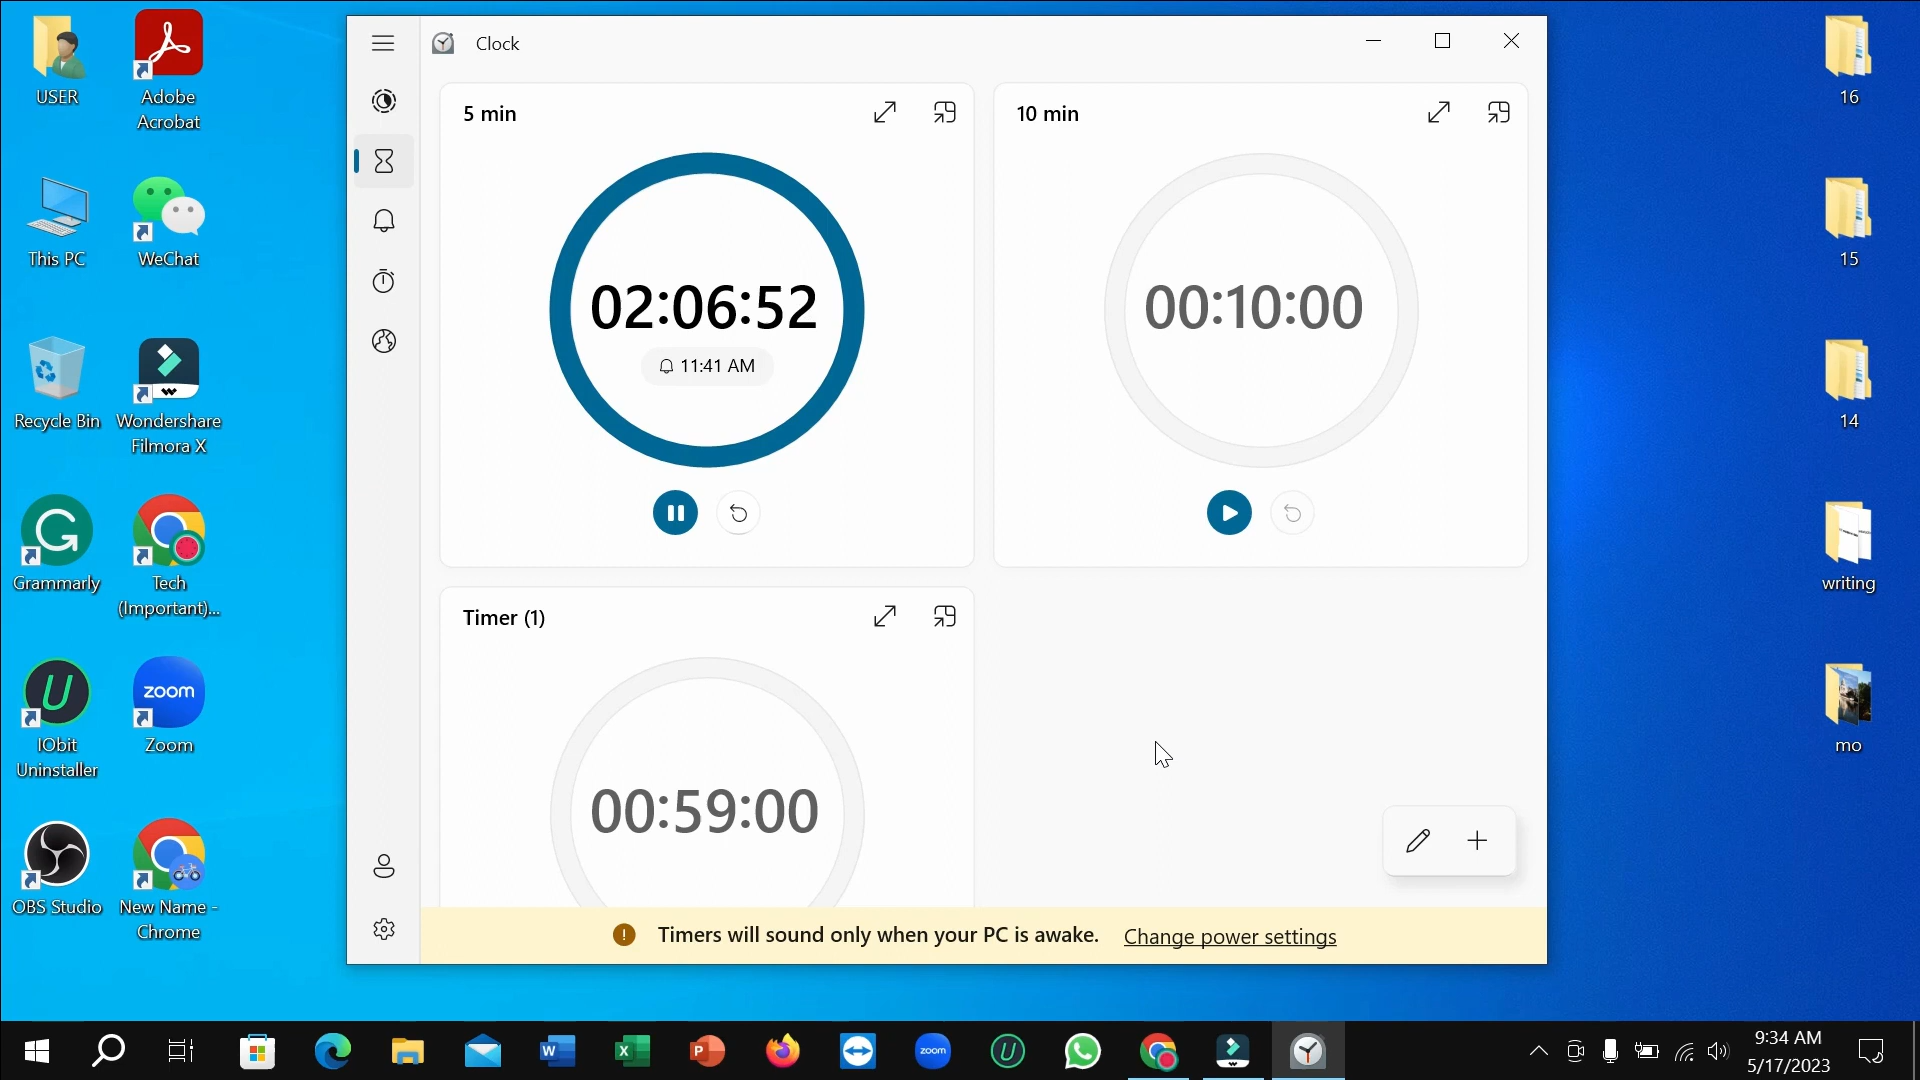 USER
Adobe
Acrobat
This PC
WeChat
Recycle Bin
Wondershare
Filmora X
Grammarly
Tech
(Important)...
IObit
Uninstaller
zoom
Zoom
OBS Studio
New Name -
Chrome
Clock
5 min
02:06:52
11:41 AM
10 min
00:10:00
Timer (1)
00:59:00
Timers will sound only when your PC is awake.
Change power settings
16
15
14
writing
mo
zoom
9:34 AM
5/17/2023